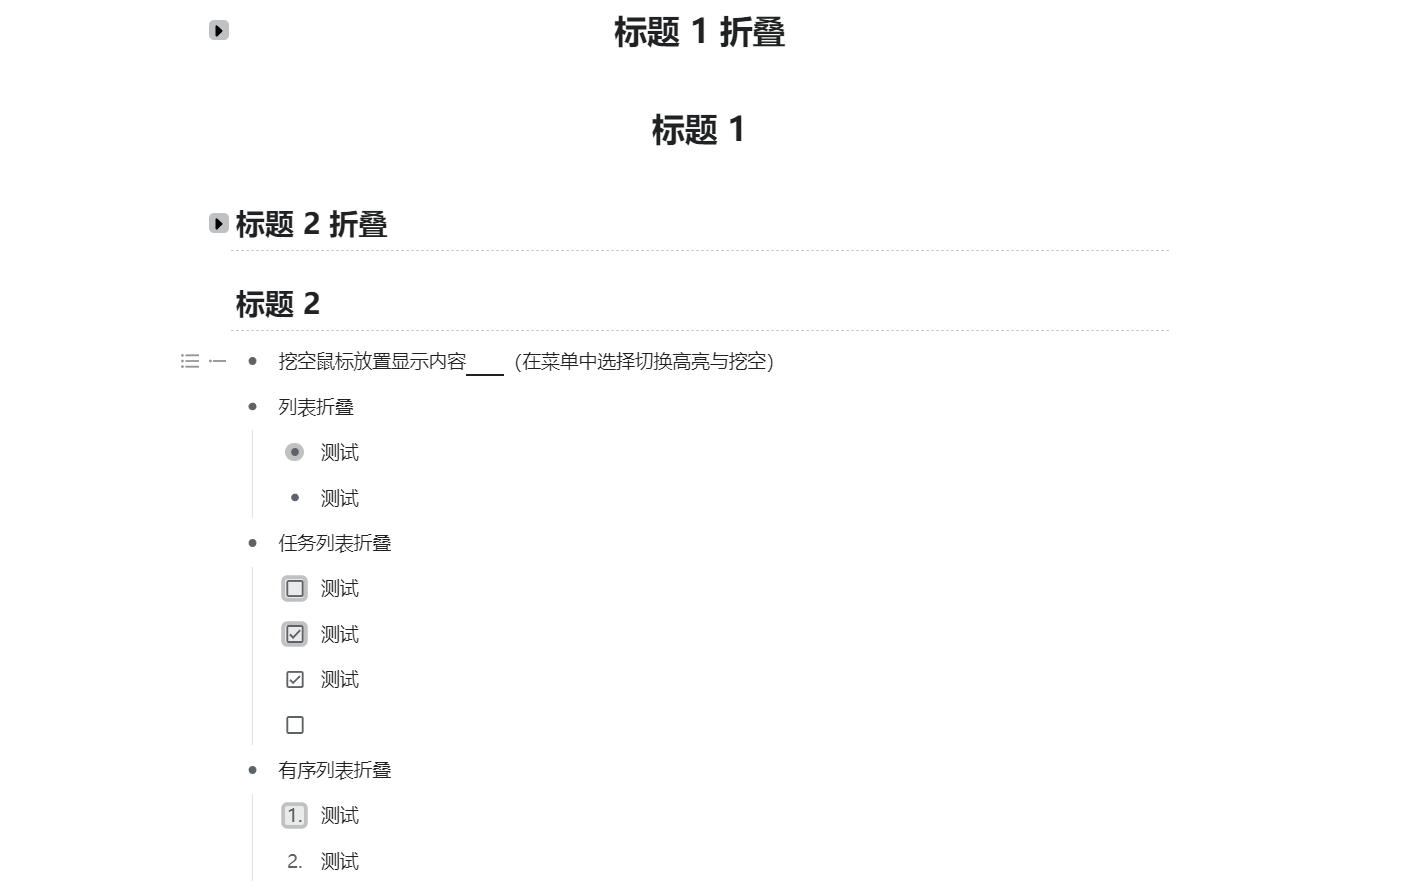 标题 1 折叠
标题 1
标题 2 折叠
标题 2
挖空鼠标放置显示内容____（在菜单中选择切换高亮与挖空）
列表折叠
测试
测试
任务列表折叠
测试
测试
测试
有序列表折叠
1. 测试
2. 测试